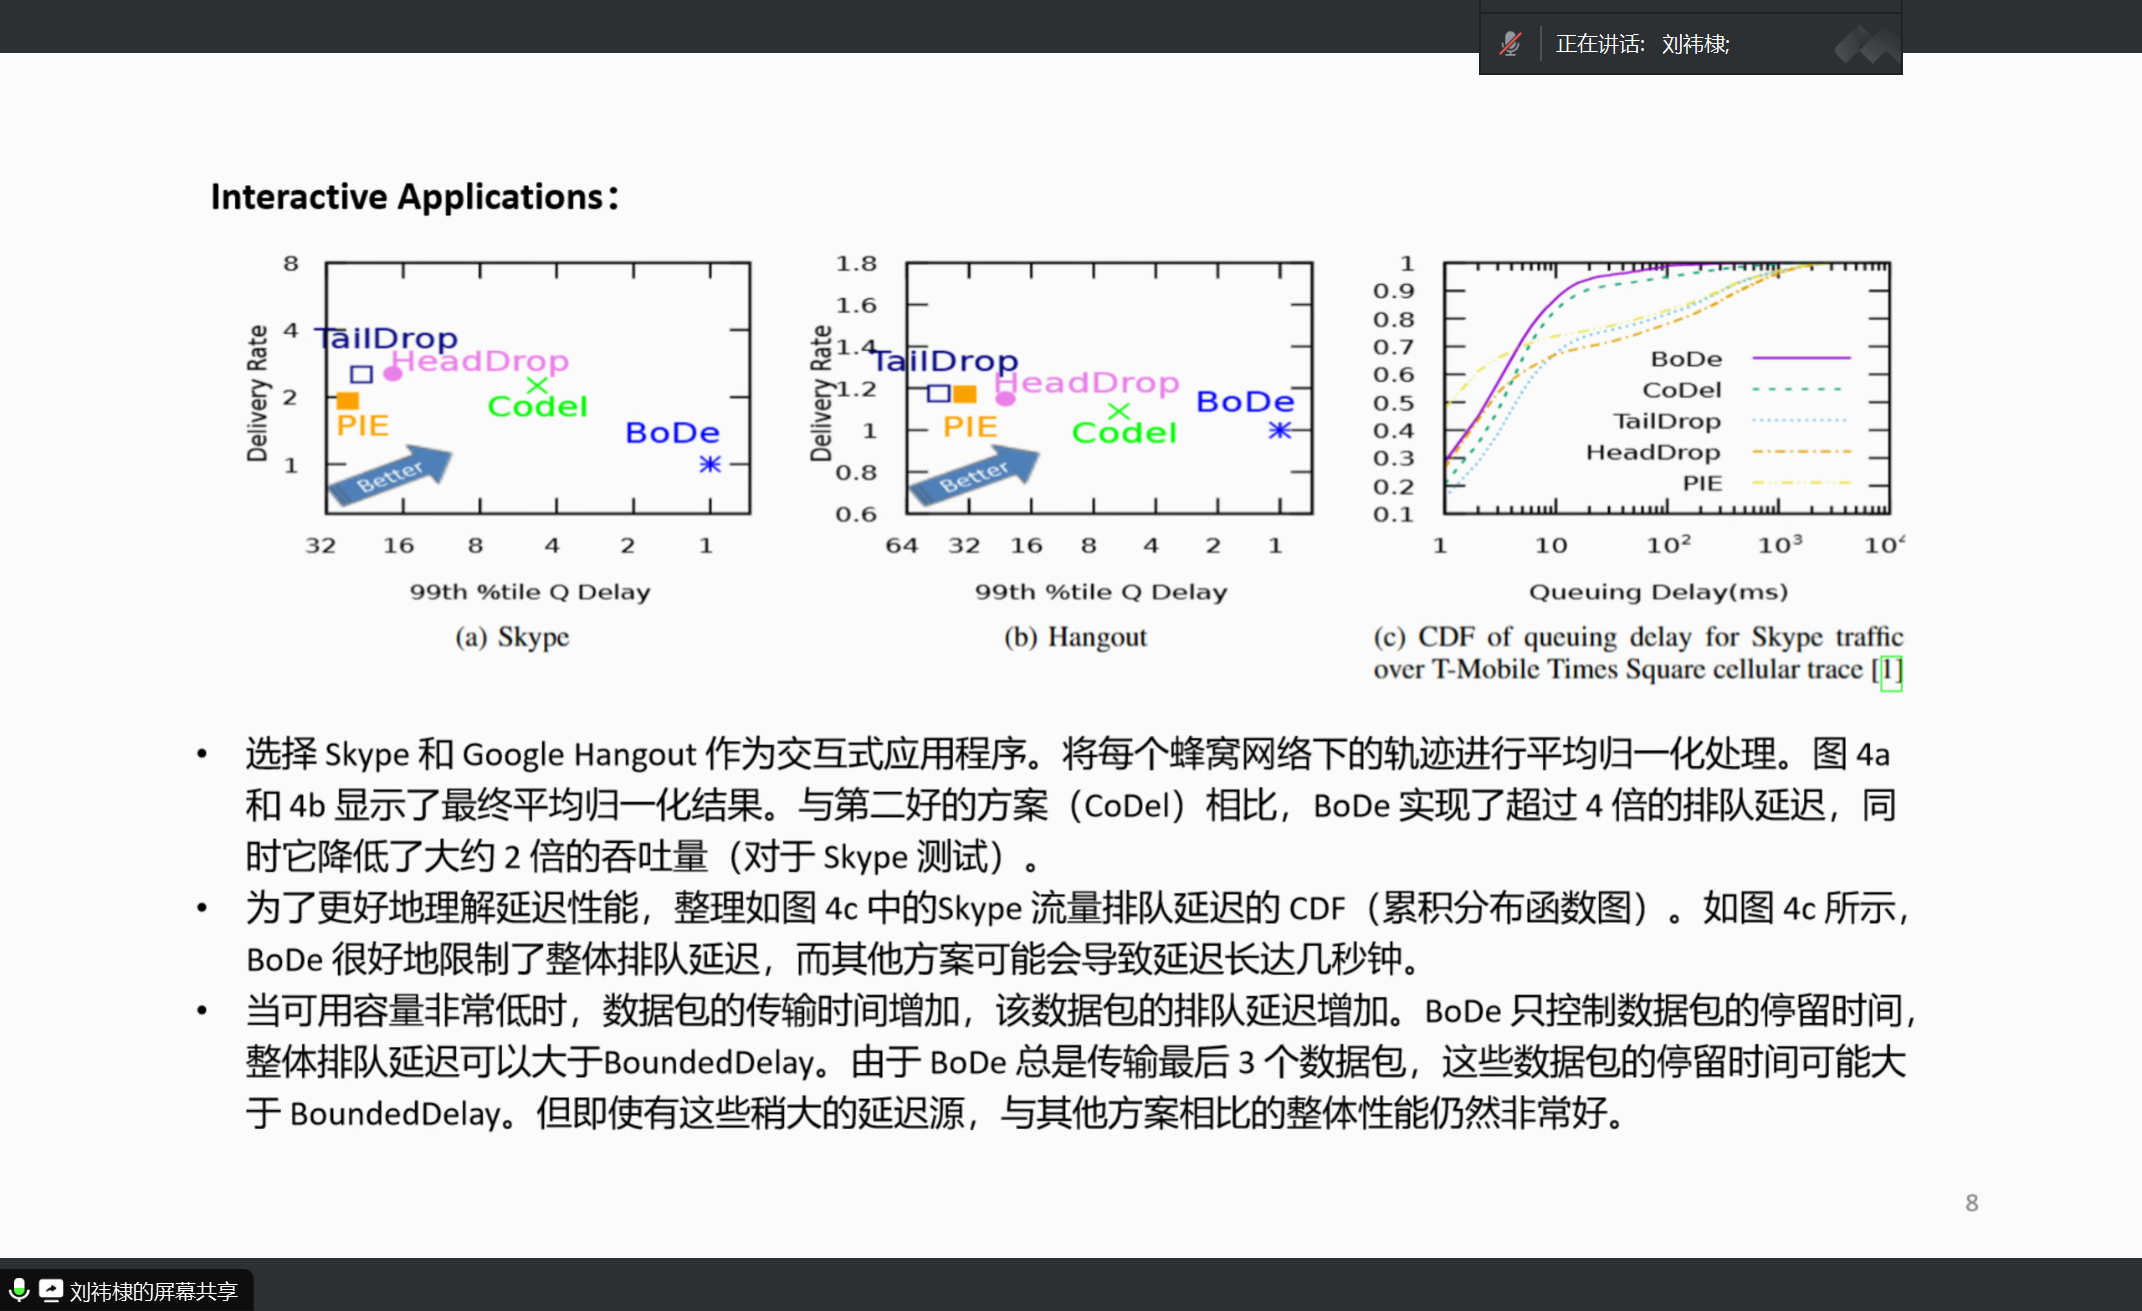 正在讲话: 刘祎棣;
Interactive Applications：
8
4
2
1
Delivery Rate
TailDrop
HeadDrop
PIE
Codel
BoDe
Better
32 16 8 4 2 1
99th %tile Q Delay
(a) Skype
1.8
1.6
1.4
1.2
1
0.8
0.6
Delivery Rate
TailDrop
HeadDrop
PIE
Codel
BoDe
Better
64 32 16 8 4 2 1
99th %tile Q Delay
(b) Hangout
1
0.9
0.8
0.7
0.6
0.5
0.4
0.3
0.2
0.1
BoDe
CoDel
TailDrop
HeadDrop
PIE
1 10 10² 10³ 10⁴
Queuing Delay(ms)
(c) CDF of queuing delay for Skype traffic
over T-Mobile Times Square cellular trace [1]
• 选择 Skype 和 Google Hangout 作为交互式应用程序。将每个蜂窝网络下的轨迹进行平均归一化处理。图 4a
和 4b 显示了最终平均归一化结果。与第二好的方案（CoDel）相比，BoDe 实现了超过 4 倍的排队延迟，同
时它降低了大约 2 倍的吞吐量（对于 Skype 测试）。
• 为了更好地理解延迟性能，整理如图 4c 中的Skype 流量排队延迟的 CDF（累积分布函数图）。如图 4c 所示，
BoDe 很好地限制了整体排队延迟，而其他方案可能会导致延迟长达几秒钟。
• 当可用容量非常低时，数据包的传输时间增加，该数据包的排队延迟增加。BoDe 只控制数据包的停留时间，
整体排队延迟可以大于BoundedDelay。由于 BoDe 总是传输最后 3 个数据包，这些数据包的停留时间可能大
于 BoundedDelay。但即使有这些稍大的延迟源，与其他方案相比的整体性能仍然非常好。
8
刘祎棣的屏幕共享